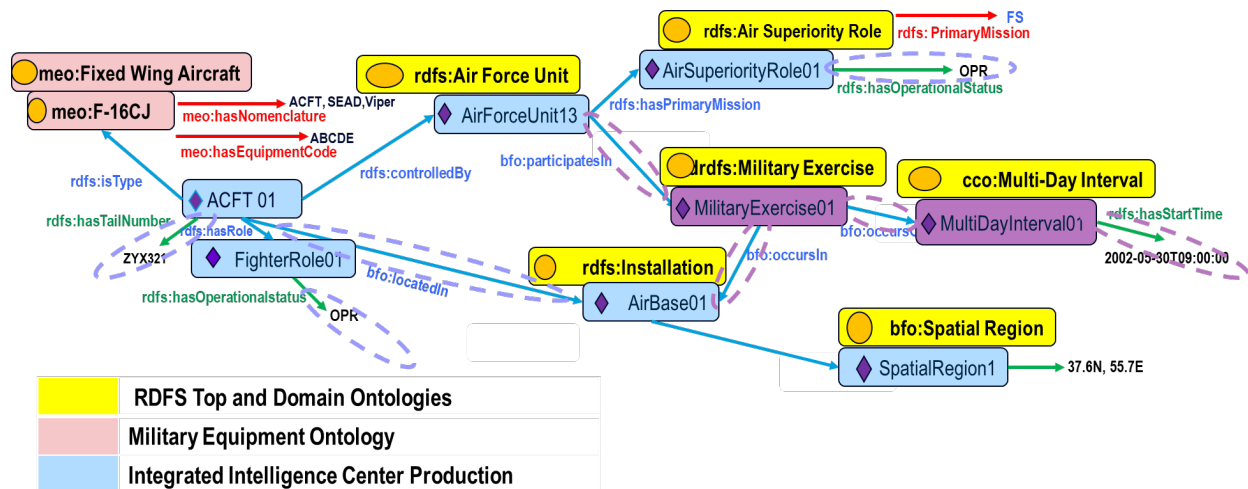 rdfs:Air Superiority Role
FS
rdfs: PrimaryMission
meo:Fixed Wing Aircraft
rdfs:Air Force Unit
AirSuperiorityRole01
OPR
rdfs:hasOperationalStatus
meo:F-16CJ
ACFT, SEAD,Viper
meo:hasNomenclature
AirForceUnit13
rdfs:hasPrimaryMission
ABCDE
meo:hasEquipmentCode
bfo:participatesIn
rdfs:isType
rdfs:controlledBy
drdfs:Military Exercise
cco:Multi-Day Interval
ACFT 01
MilitaryExercise01
MultiDayInterval01
rdfs:hasStartTime
rdfs:hasTailNumber
rdfs:hasRole
bfo:occurs
ZYX321
FighterRole01
bfo:locatedIn
rdfs:Installation
bfo:occursIn
2002-05-30T09:00:00
rdfs:hasOperationalstatus
AirBase01
OPR
bfo:Spatial Region
SpatialRegion1
37.6N, 55.7E
RDFS Top and Domain Ontologies
Military Equipment Ontology
Integrated Intelligence Center Production